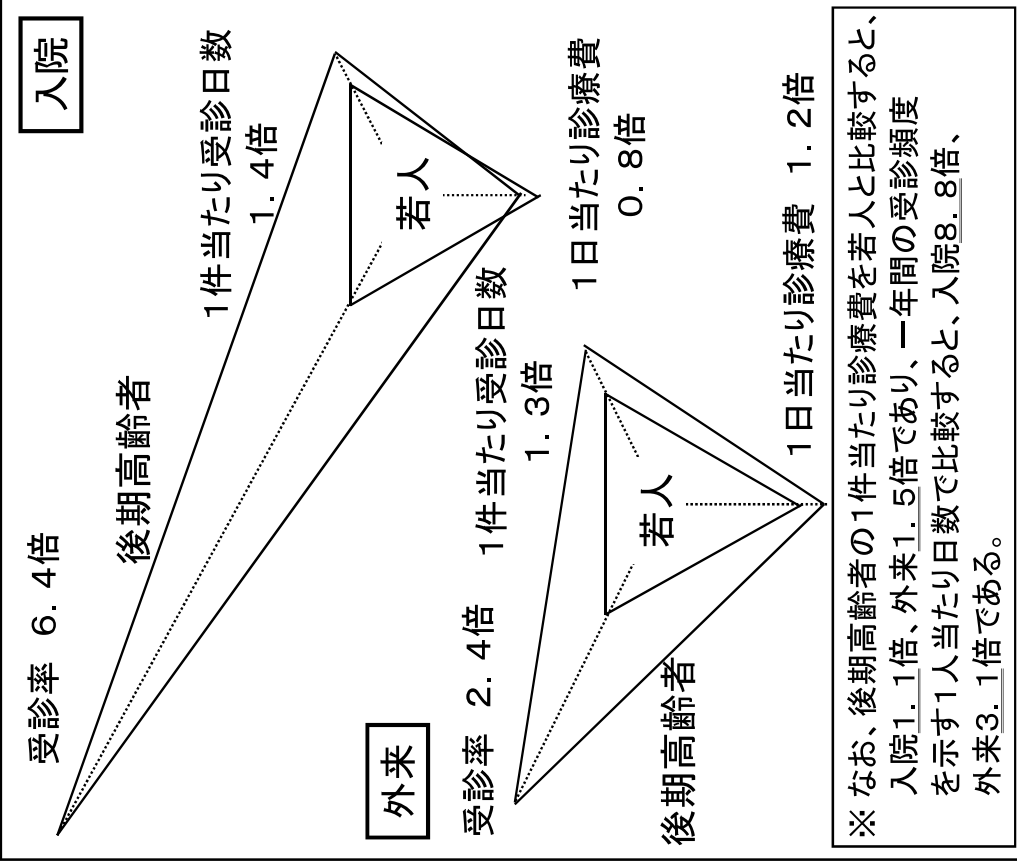 入院
受診率 6.4倍
後期高齢者
1件当たり受診日数
1.4倍
若人
1日当たり診療費
0.8倍
外来
受診率 2.4倍
1件当たり受診日数
1.3倍
若人
後期高齢者
1日当たり診療費 1.2倍
※ なお、後期高齢者の1件当たり診療費を若人と比較すると、
入院1.1倍、外来1.5倍であり、一年間の受診頻度
を示す1人当たり日数で比較すると、入院8.8倍、
外来3.1倍である。